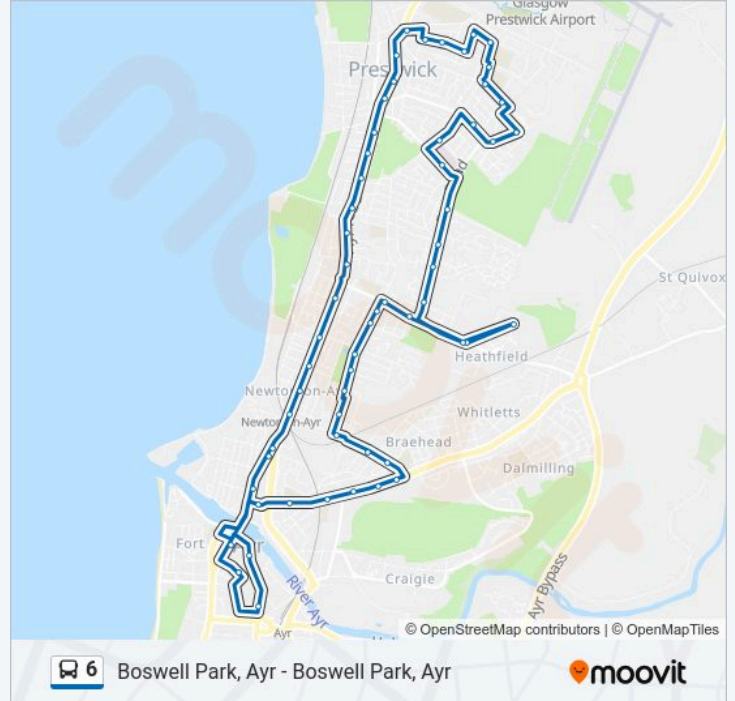 Glasgow
Prestwick Airport
Prestwick
St Quivox
Heathfield
Newton-on-Ayr
Whitletts
Newton-on-Ayr
Braehead
Dalmilling
Fort
Ayr
Craigie
River Ayr
Ayr Bypass
Ayr
© OpenStreetMap contributors | © OpenMapTiles
6 Boswell Park, Ayr - Boswell Park, Ayr
moovit